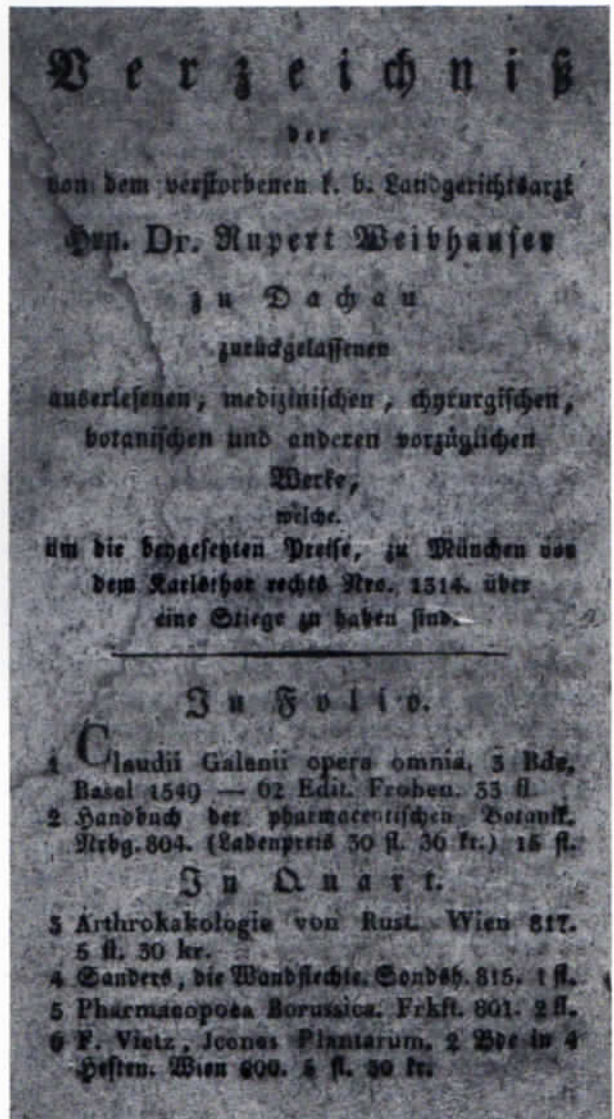 Verzeichniß
der
von dem verstorbenen k. b. Landgerichtsarzt
Hrn. Dr. Rupert Weibhauser
zu Dachau
zurückgelassenen
auserlesenen, medizinischen, chyrurgischen,
botanischen und anderen vorzüglichen
Werke,
welche
um die beygesetzten Preise, zu München von
dem Karlsthor rechts Nro. 1314. über
eine Stiege zu haben sind.
In Folio.
1 Claudii Galenii opera omnia, 3 Bde,
Basel 1549 — 62 Edit. Froben. 33 fl.
2 Handbuch der pharmaceutischen Botanik.
Nrbg. 804. (Ladenpreis 30 fl. 36 kr.) 15 fl.
In Quart.
3 Arthrokakologie von Rust. Wien 817.
5 fl. 30 kr.
4 Sanders, die Wandflechte. Sondsh. 815. 1 fl.
5 Pharmacopoea Borussica. Frkft. 801. 2 fl.
6 F. Vietz, Jcones Plantarum. 2 Bde in 4
Heften. Wien 800. 5 fl. 30 kr.